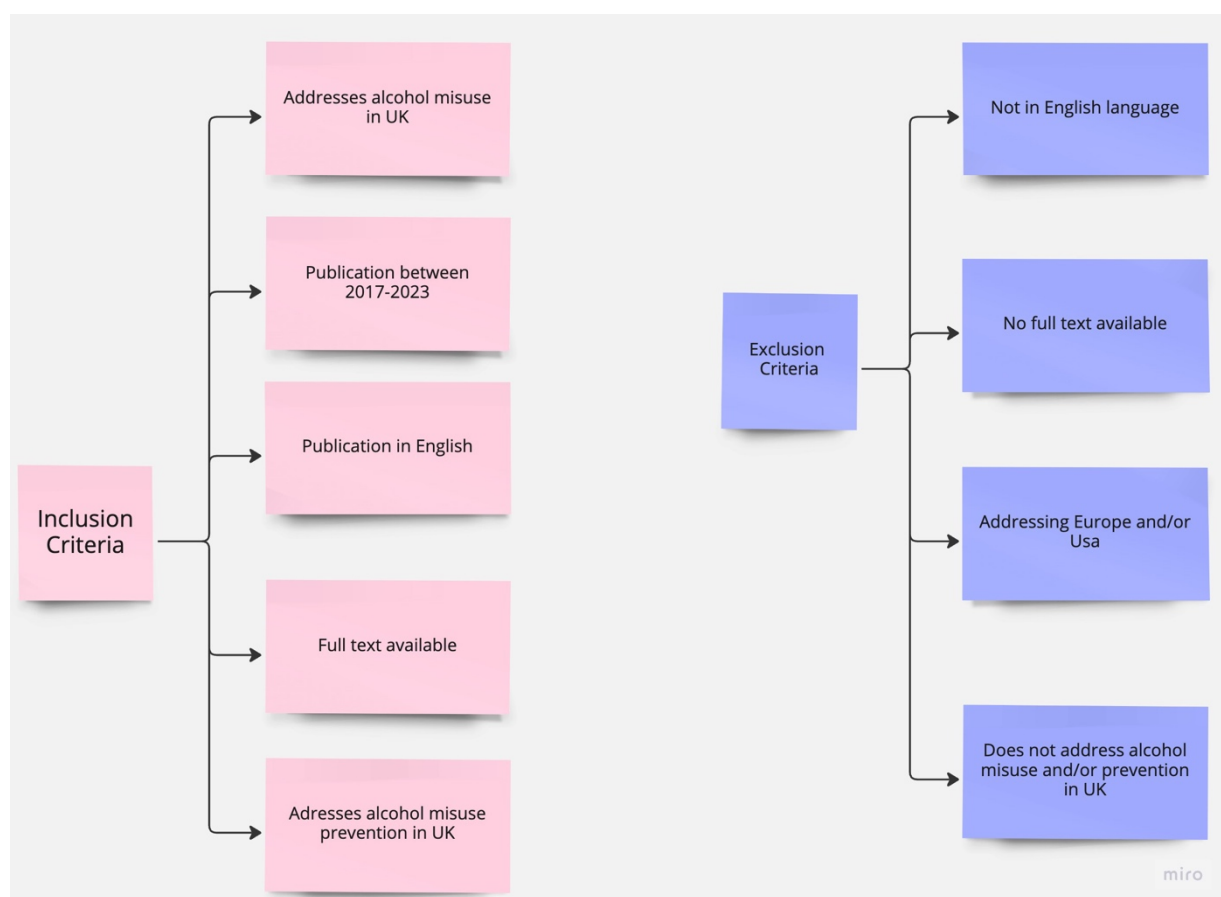 Inclusion
Criteria
Addresses alcohol misuse
in UK
Publication between
2017-2023
Publication in English
Full text available
Adresses alcohol misuse
prevention in UK
Exclusion
Criteria
Not in English language
No full text available
Addressing Europe and/or
Usa
Does not address alcohol
misuse and/or prevention
in UK
miro